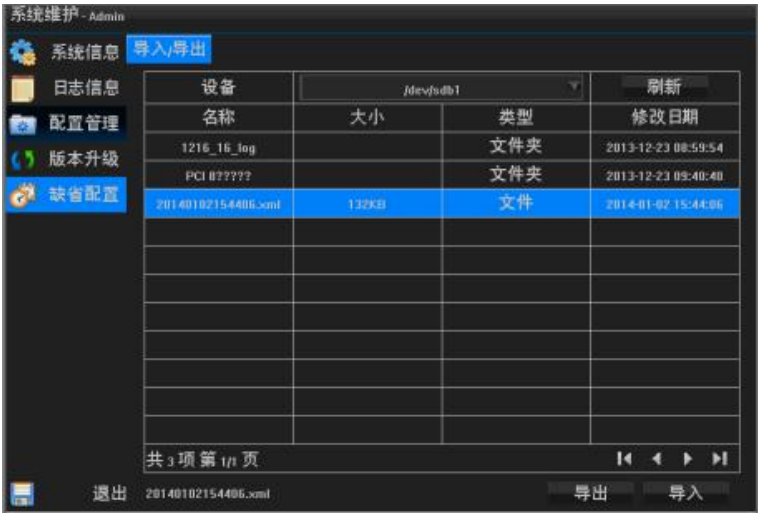 系统维护 - Admin
系统信息 导入/导出
日志信息 设备 /dev/sdb1 刷新
配置管理 名称 大小 类型 修改日期
版本升级 1216_16_log 文件夹 2013-12-23 08:59:54
PCI 8????? 文件夹 2013-12-23 09:40:40
缺省配置 20140102154406.xml 132KB 文件 2014-01-02 15:44:06
共 3 项 第 1/1 页
退出 20140102154406.xml 导出 导入